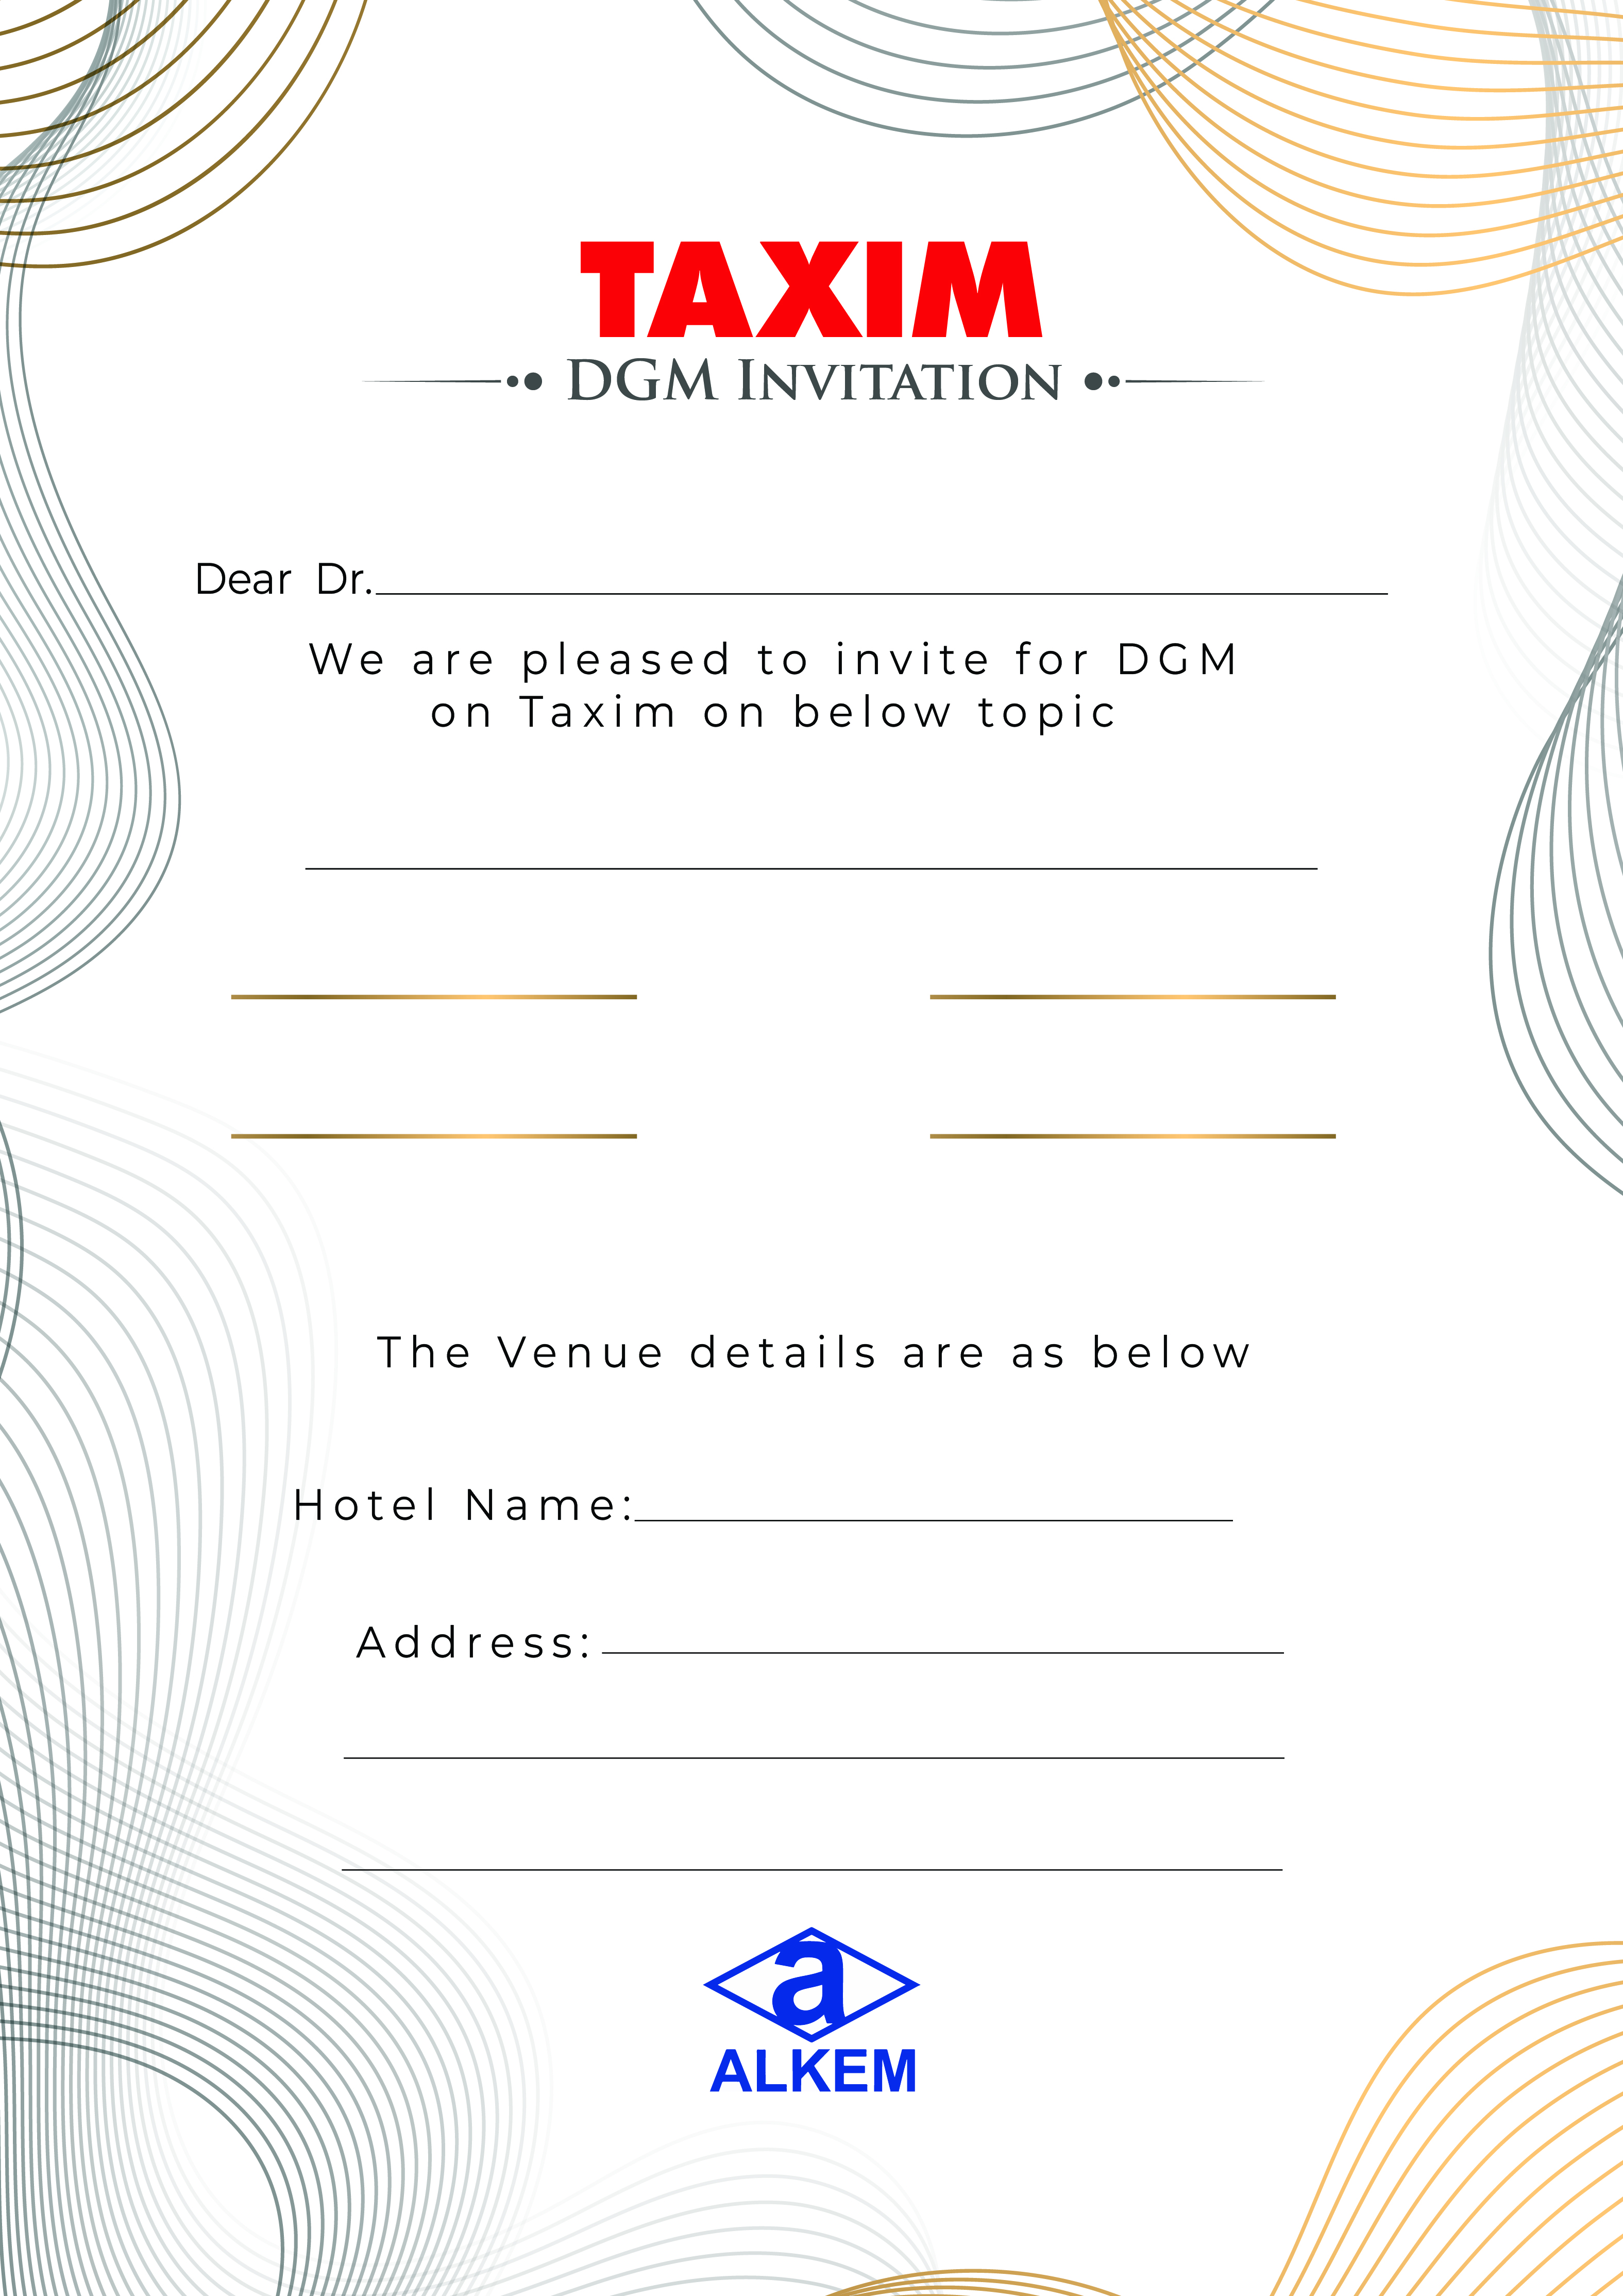 TAXIM
DGM INVITATION
Dear Dr.
We are pleased to invite for DGM
on Taxim on below topic
The Venue details are as below
Hotel Name:
Address:
a
ALKEM